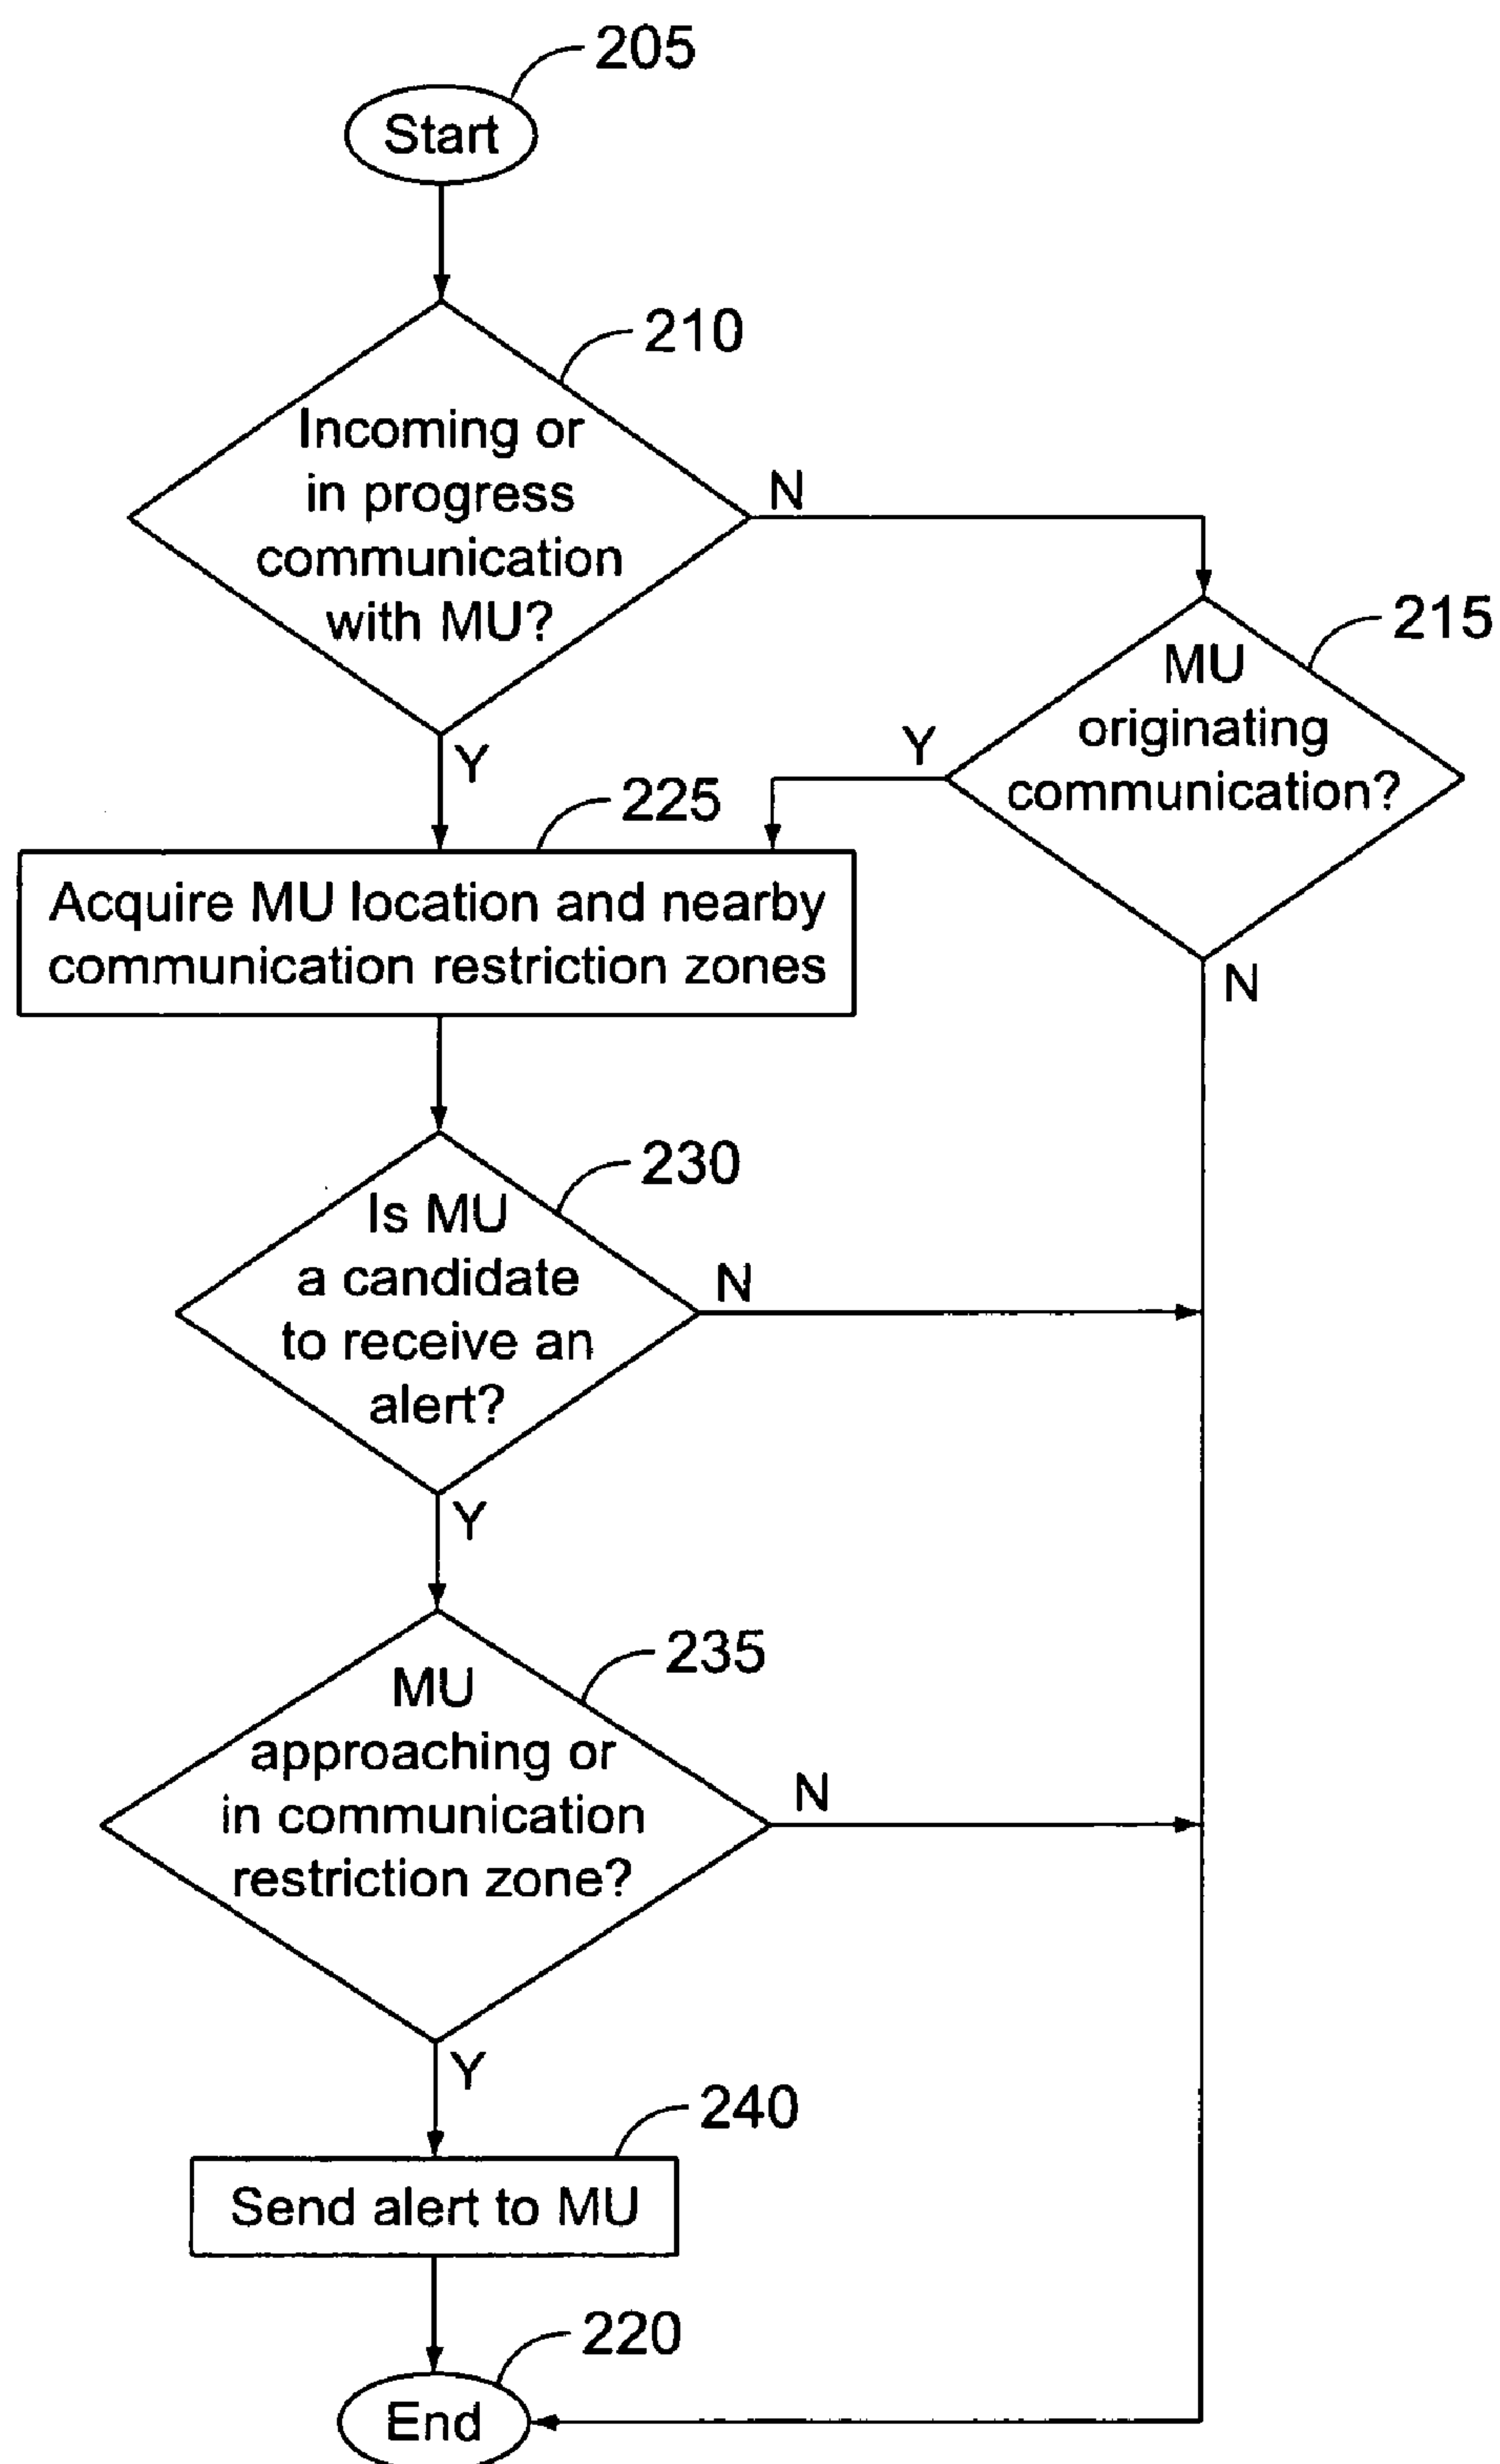 205
Start
210
Incoming or
in progress
communication
with MU?
N
Y
215
MU
originating
communication?
Y
N
225
Acquire MU location and nearby
communication restriction zones
230
Is MU
a candidate
to receive an
alert?
N
Y
235
MU
approaching or
in communication
restriction zone?
N
Y
240
Send alert to MU
220
End